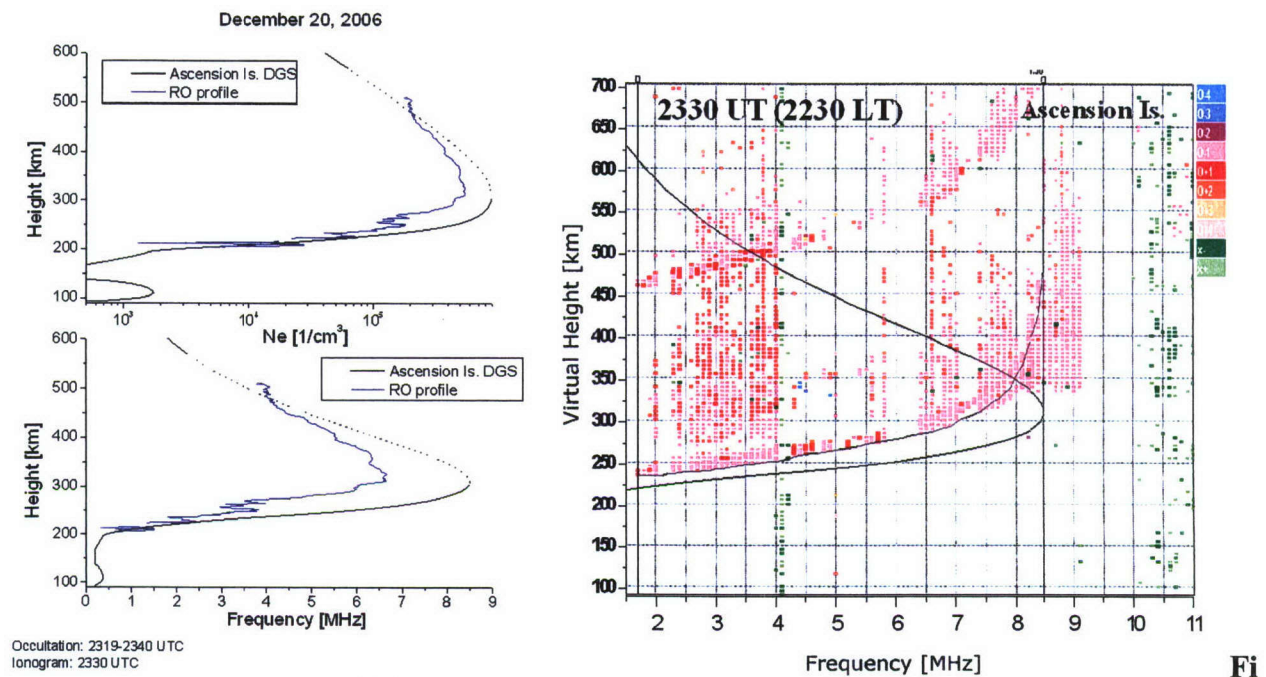 December 20, 2006
600
500
400
300
200
100
Height [km]
Ascension Is. DGS
RO profile
10³
10⁴
10⁵
Ne [1/cm³]
600
500
400
300
200
100
Height [km]
Ascension Is. DGS
RO profile
0 1 2 3 4 5 6 7 8 9
Frequency [MHz]
Occultation: 2319-2340 UTC
Ionogram: 2330 UTC
2330 UT (2230 LT)
Ascension Is.
700
650
600
550
500
450
400
350
300
250
200
150
100
Virtual Height [km]
2 3 4 5 6 7 8 9 10 11
Frequency [MHz]
Fi